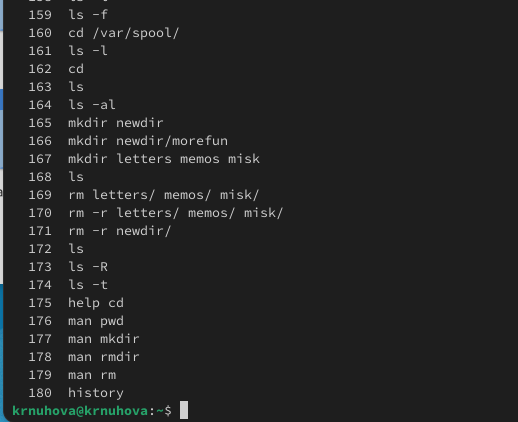 159 ls -f
160 cd /var/spool/
161 ls -l
162 cd
163 ls
164 ls -al
165 mkdir newdir
166 mkdir newdir/morefun
167 mkdir letters memos misk
168 ls
169 rm letters/ memos/ misk/
170 rm -r letters/ memos/ misk/
171 rm -r newdir/
172 ls
173 ls -R
174 ls -t
175 help cd
176 man pwd
177 man mkdir
178 man rmdir
179 man rm
180 history
krnuhova@krnuhova:~$